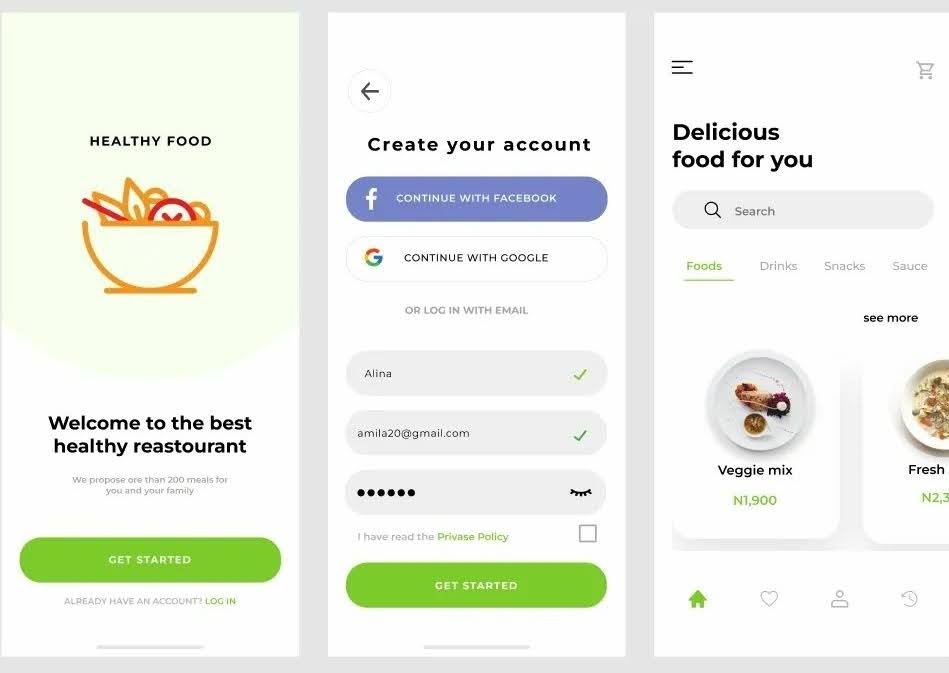 HEALTHY FOOD
Welcome to the best
healthy reastourant
We propose ore than 200 meals for
you and your family
GET STARTED
ALREADY HAVE AN ACCOUNT? LOG IN
Create your account
CONTINUE WITH FACEBOOK
CONTINUE WITH GOOGLE
OR LOG IN WITH EMAIL
Alina
amila20@gmail.com
I have read the Privase Policy
GET STARTED
Delicious
food for you
Search
Foods Drinks Snacks Sauce
see more
Veggie mix
N1,900
Fresh
N2,3